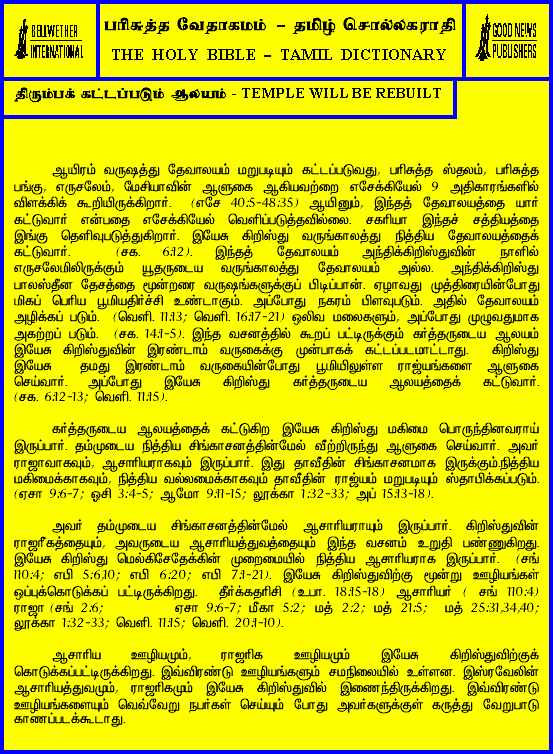 BELLWETHER
INTERNATIONAL
பரிசுத்த வேதாகமம் – தமிழ் சொல்லகராதி
THE HOLY BIBLE – TAMIL DICTIONARY
GOOD NEWS
PUBLISHERS
திரும்பக் கட்டப்படும் ஆலயம் - TEMPLE WILL BE REBUILT
ஆயிரம் வருஷத்து தேவாலயம் மறுபடியும் கட்டப்படுவது, பரிசுத்த ஸ்தலம், பரிசுத்த
பங்கு, எருசலேம், மேசியாவின் ஆளுகை ஆகியவற்றை எசேக்கியேல் 9 அதிகாரங்களில்
விளக்கிக் கூறியிருக்கிறார். (எசே 40:5-48:35) ஆயினும், இந்தத் தேவாலயத்தை யார்
கட்டுவார் என்பதை எசேக்கியேல் வெளிப்படுத்தவில்லை. சகரியா இந்தச் சத்தியத்தை
இங்கு தெளிவுபடுத்துகிறார். இயேசு கிறிஸ்து வருங்காலத்து நித்திய தேவாலயத்தைக்
கட்டுவார். (சக. 6:12). இந்தத் தேவாலயம் அந்திக்கிறிஸ்துவின் நாளில்
எருசலேமிலிருக்கும் யூதருடைய வருங்காலத்து தேவாலயம் அல்ல. அந்திக்கிறிஸ்து
பாலஸ்தீன தேசத்தை மூன்றரை வருஷங்களுக்குப் பிடிப்பான். ஏழாவது முத்திரையின்போது
மிகப் பெரிய பூமியதிர்ச்சி உண்டாகும். அப்போது நகரம் பிளவுபடும். அதில் தேவாலயம்
அழிக்கப் படும். (வெளி. 11:13; வெளி. 16:17-21) ஒலிவ மலைகளும், அப்போது முழுவதுமாக
அகற்றப் படும். (சக. 14:1-5). இந்த வசனத்தில் கூறப் பட்டிருக்கும் கர்த்தருடைய ஆலயம்
இயேசு கிறிஸ்துவின் இரண்டாம் வருகைக்கு முன்பாகக் கட்டப்படமாட்டாது. கிறிஸ்து
இயேசு தமது இரண்டாம் வருகையின்போது பூமியிலுள்ள ராஜ்யங்களை ஆளுகை
செய்வார். அப்போது இயேசு கிறிஸ்து கர்த்தருடைய ஆலயத்தைக் கட்டுவார்.
(சக. 6:12-13; வெளி. 11:15).
கர்த்தருடைய ஆலயத்தைக் கட்டுகிற இயேசு கிறிஸ்து மகிமை பொருந்தினவராய்
இருப்பார். தம்முடைய நித்திய சிங்காசனத்தின்மேல் வீற்றிருந்து ஆளுகை செய்வார். அவர்
ராஜாவாகவும், ஆசாரியராகவும் இருப்பார். இது தாவீதின் சிங்காசனமாக இருக்கும்.நித்திய
மகிமைக்காகவும், நித்திய வல்லமைக்காகவும் தாவீதின் ராஜ்யம் மறுபடியும் ஸ்தாபிக்கப்படும்.
(ஏசா 9:6-7; ஓசி 3:4-5; ஆமோ 9:11-15; லூக்கா 1:32-33; அப் 15:13-18).
அவர் தம்முடைய சிங்காசனத்தின்மேல் ஆசாரியராயும் இருப்பார். கிறிஸ்துவின்
ராஜரீகத்தையும், அவருடைய ஆசாரியத்துவத்தையும் இந்த வசனம் உறுதி பண்ணுகிறது.
இயேசு கிறிஸ்து மெல்கிசேதேக்கின் முறைமையில் நித்திய ஆசாரியராக இருப்பார். (சங்
110:4; எபி 5:6,10; எபி 6:20; எபி 7:1-21). இயேசு கிறிஸ்துவிற்கு மூன்று ஊழியங்கள்
ஒப்புக்கொடுக்கப் பட்டிருக்கிறது. தீர்க்கதரிசி (உபா. 18:15-18) ஆசாரியர் ( சங் 110:4)
ராஜா (சங் 2:6; ஏசா 9:6-7; மீகா 5:2; மத் 2:2; மத் 21:5; மத் 25:31,34,40;
லூக்கா 1:32-33; வெளி. 11:15; வெளி. 20:1-10).
ஆசாரிய ஊழியமும், ராஜரிக ஊழியமும் இயேசு கிறிஸ்துவிற்குக்
கொடுக்கப்பட்டிருக்கிறது. இவ்விரண்டு ஊழியங்களும் சமநிலையில் உள்ளன. இஸ்ரவேலின்
ஆசாரியத்துவமும், ராஜரிகமும் இயேசு கிறிஸ்துவில் இணைந்திருக்கிறது. இவ்விரண்டு
ஊழியங்களையும் வெவ்வேறு நபர்கள் செய்யும் போது அவர்களுக்குள் கருத்து வேறுபாடு
காணப்படக்கூடாது.